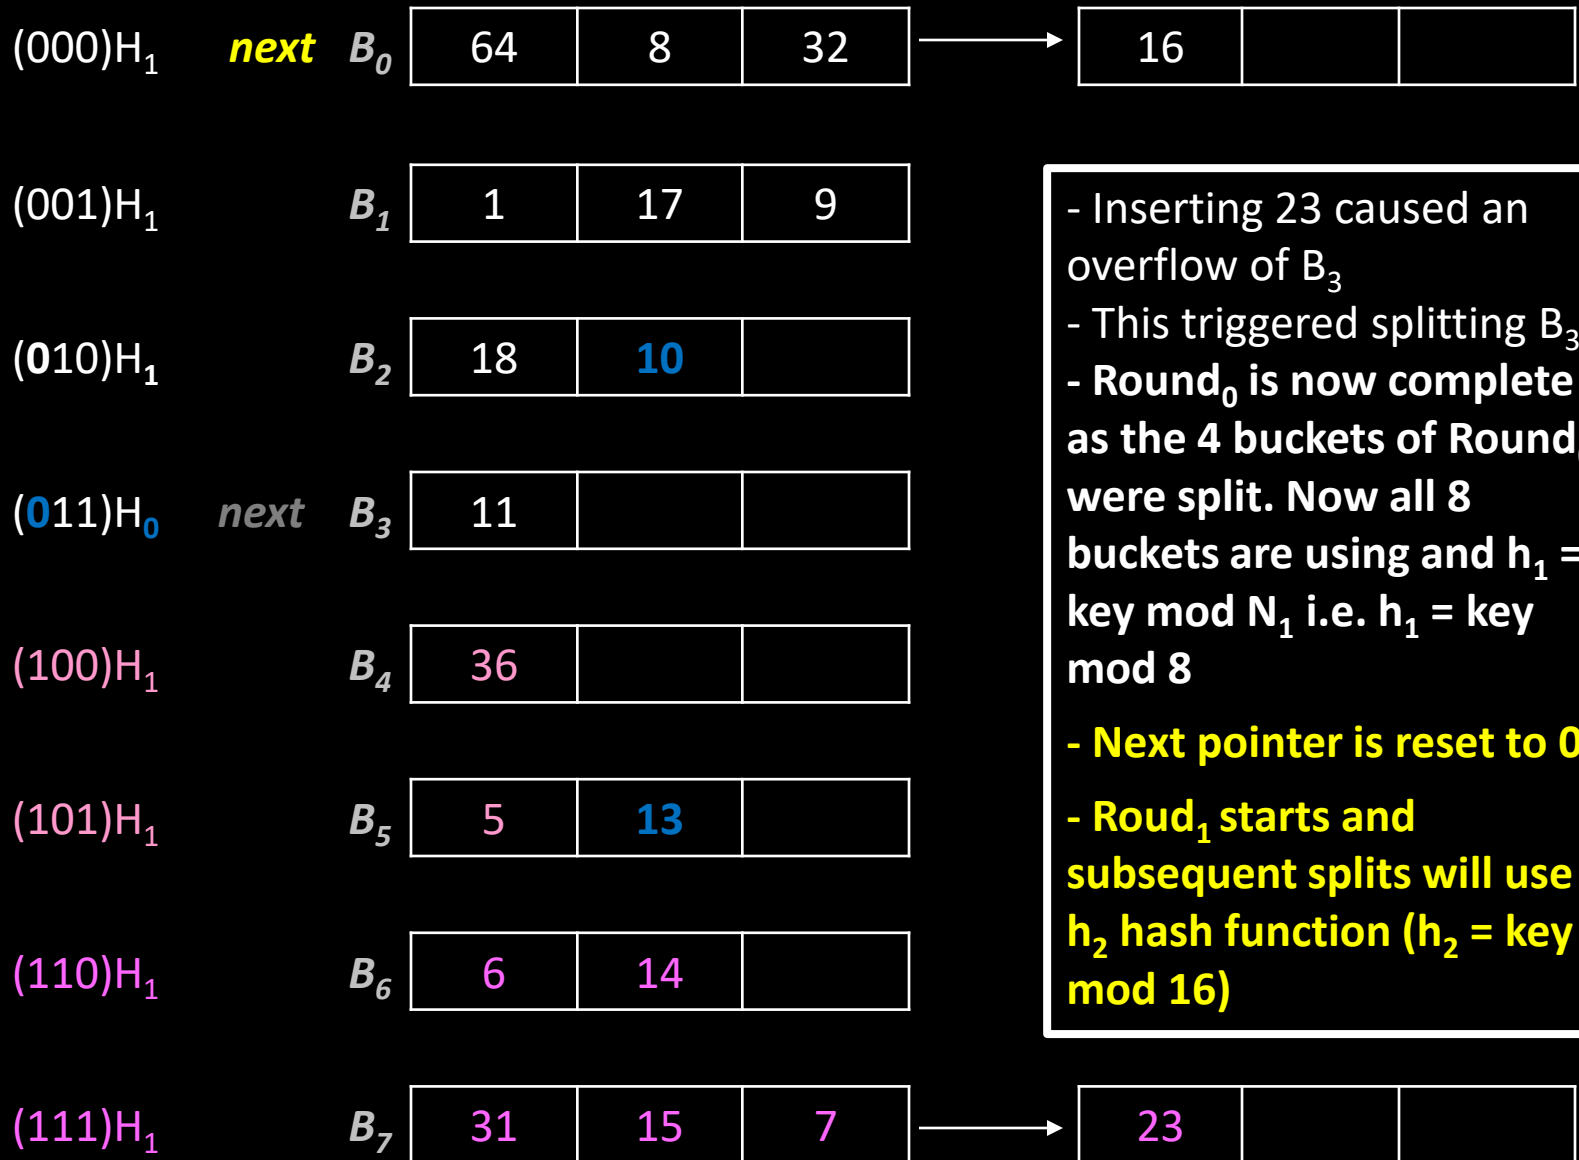 (000)H₁ next B₀ 64 8 32 16
(001)H₁ B₁ 1 17 9
(010)H₁ B₂ 18 10
(011)H₀ next B₃ 11
(100)H₁ B₄ 36
(101)H₁ B₅ 5 13
(110)H₁ B₆ 6 14
(111)H₁ B₇ 31 15 7 23
- Inserting 23 caused an
overflow of B₃
- This triggered splitting B₃
- Round₀ is now complete
as the 4 buckets of Round
were split. Now all 8
buckets are using and h₁ =
key mod N₁ i.e. h₁ = key
mod 8
- Next pointer is reset to 0
- Roud₁ starts and
subsequent splits will use
h₂ hash function (h₂ = key
mod 16)